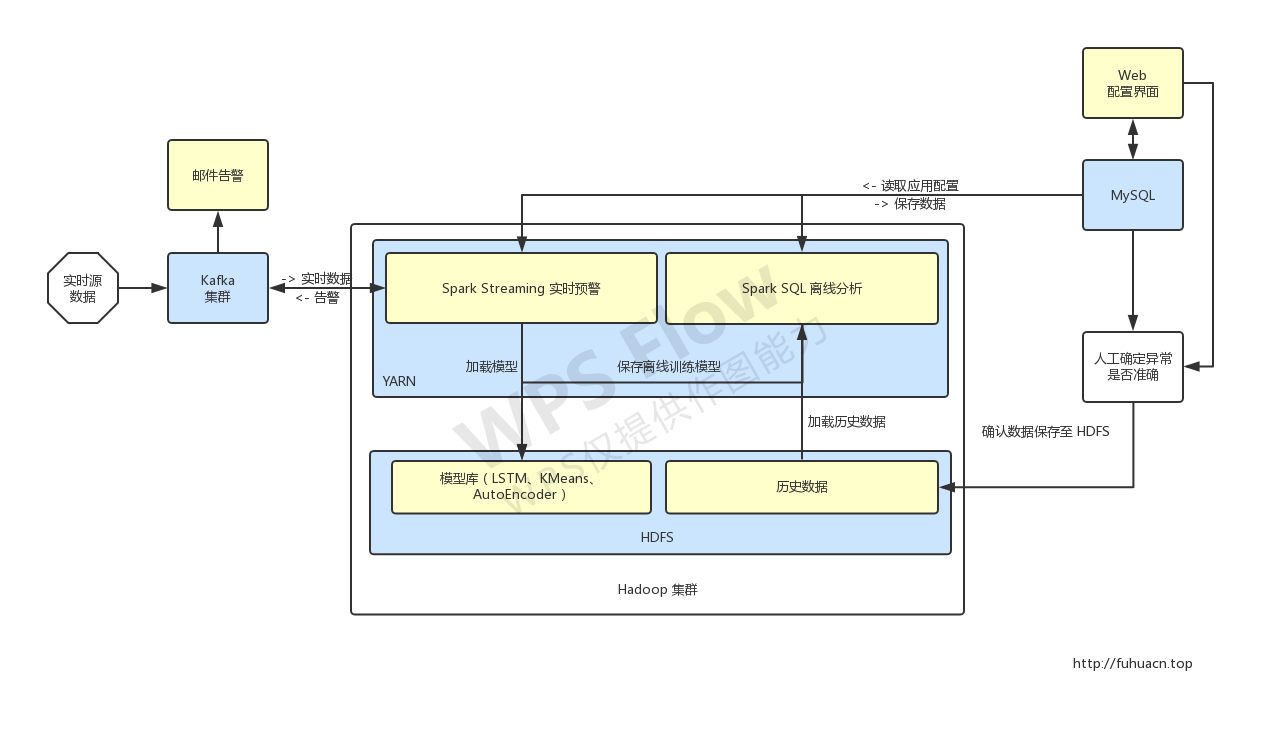 Web
配置界面
邮件告警
<- 读取应用配置
-> 保存数据
MySQL
实时源
数据
Kafka
集群
-> 实时数据
<- 告警
Spark Streaming 实时预警
Spark SQL 离线分析
加载模型
保存离线训练模型
YARN
人工确定异常
是否准确
加载历史数据
确认数据保存至 HDFS
模型库（LSTM、KMeans、
AutoEncoder）
历史数据
HDFS
Hadoop 集群
WPS Flow
WPS仅提供作图能力
http://fuhuacn.top